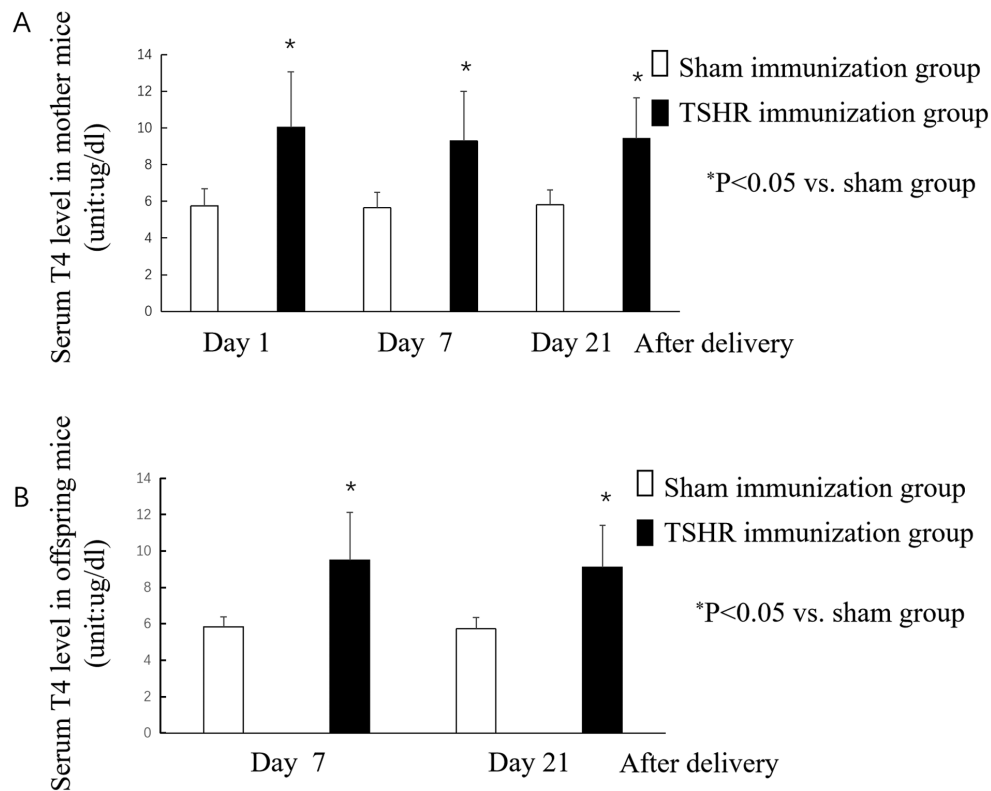 A
Serum T4 level in mother mice
(unit:ug/dl)
14
12
10
8
6
4
2
0
*
*
*
Sham immunization group
TSHR immunization group
*P<0.05 vs. sham group
Day 1
Day 7
Day 21
After delivery
B
Serum T4 level in offspring mice
(unit:ug/dl)
14
12
10
8
6
4
2
0
*
*
Sham immunization group
TSHR immunization group
*P<0.05 vs. sham group
Day 7
Day 21
After delivery